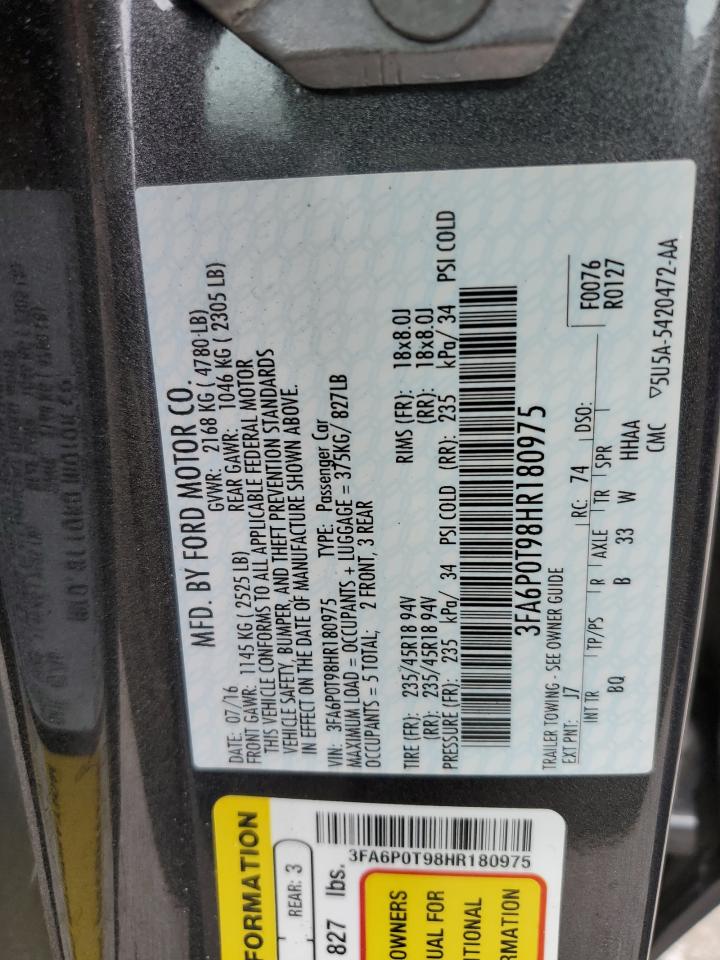 MFD. BY FORD MOTOR CO.
DATE: 07/16 GVWR: 2168 KG ( 4780 LB)
FRONT GAWR: 1145 KG ( 2525 LB) REAR GAWR: 1046 KG ( 2305 LB)
THIS VEHICLE CONFORMS TO ALL APPLICABLE FEDERAL MOTOR
VEHICLE SAFETY, BUMPER, AND THEFT PREVENTION STANDARDS
IN EFFECT ON THE DATE OF MANUFACTURE SHOWN ABOVE.
VIN: 3FA6P0T98HR180975 TYPE: Passenger Car
MAXIMUM LOAD = OCCUPANTS + LUGGAGE = 375KG/827LB
OCCUPANTS = 5 TOTAL; 2 FRONT, 3 REAR
TIRE (FR): 235/45R18 94V RIMS (FR): 18x8.0J
(RR): 235/45R18 94V (RR): 18x8.0J
PRESSURE (FR): 235 kPa/ 34 PSI COLD (RR): 235 kPa/ 34 PSI COLD
3FA6P0T98HR180975
TRAILER TOWING - SEE OWNER GUIDE F0076
EXT PNT: J7 RC: 74 DSO: R0127
INT TR TP/PS R AXLE TR SPR
BQ B 33 W HHAA
CMC ▽5U5A-5420472-AA
FORMATION
REAR: 3
827 lbs.
3FA6P0T98HR180975
OWNERS
UAL FOR
ITIONAL
RMATION